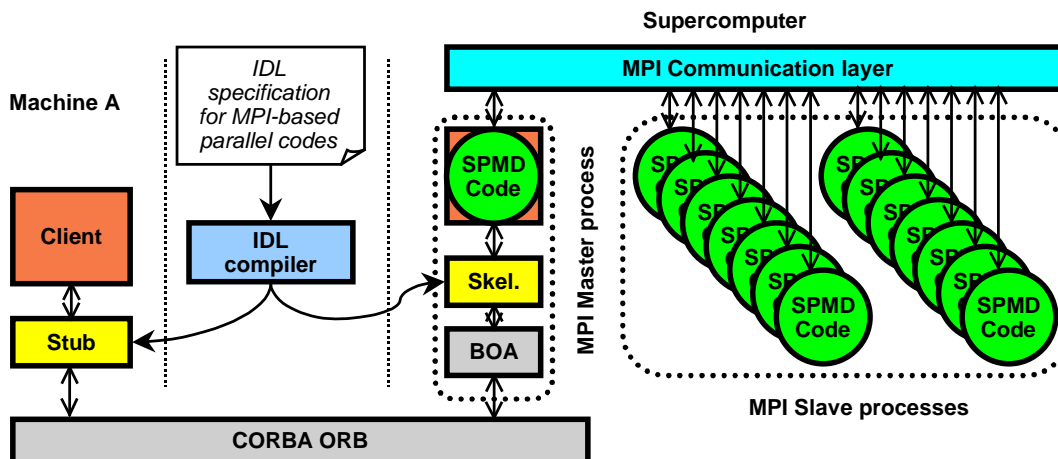 Supercomputer
MPI Communication layer
Machine A
IDL
specification
for MPI-based
parallel codes
SPMD
Code
MPI Master process
Client
IDL
compiler
Skel.
Stub
BOA
SPMD
Code
SPMD
Code
MPI Slave processes
CORBA ORB